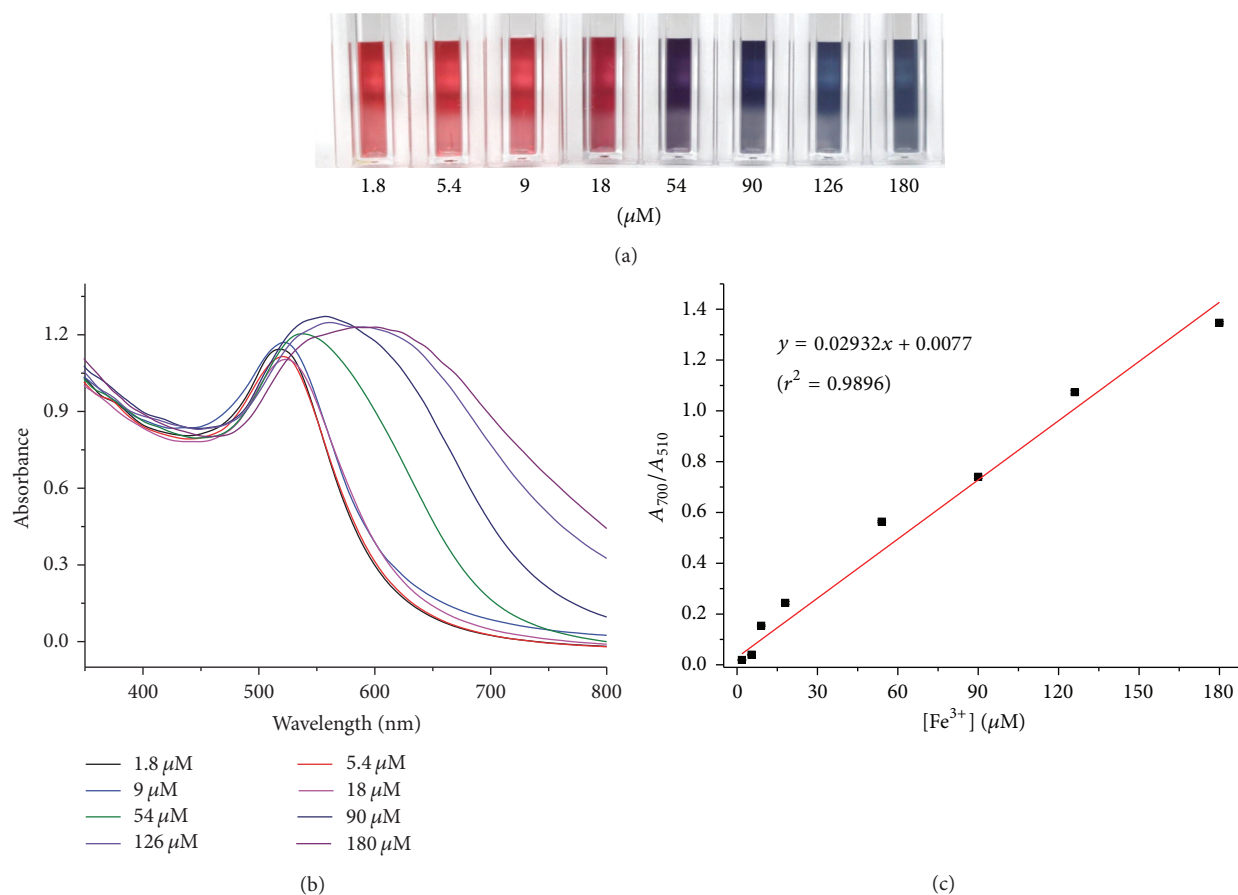 1.8 5.4 9 18 54 90 126 180
(μM)
(a)
1.2
0.9
0.6
0.3
0.0
Absorbance
400 500 600 700 800
Wavelength (nm)
1.8 μM 5.4 μM
9 μM 18 μM
54 μM 90 μM
126 μM 180 μM
(b)
1.4
1.2
1.0
0.8
0.6
0.4
0.2
0.0
A700/A510
y = 0.02932x + 0.0077
(r² = 0.9896)
0 30 60 90 120 150 180
[Fe³⁺] (μM)
(c)